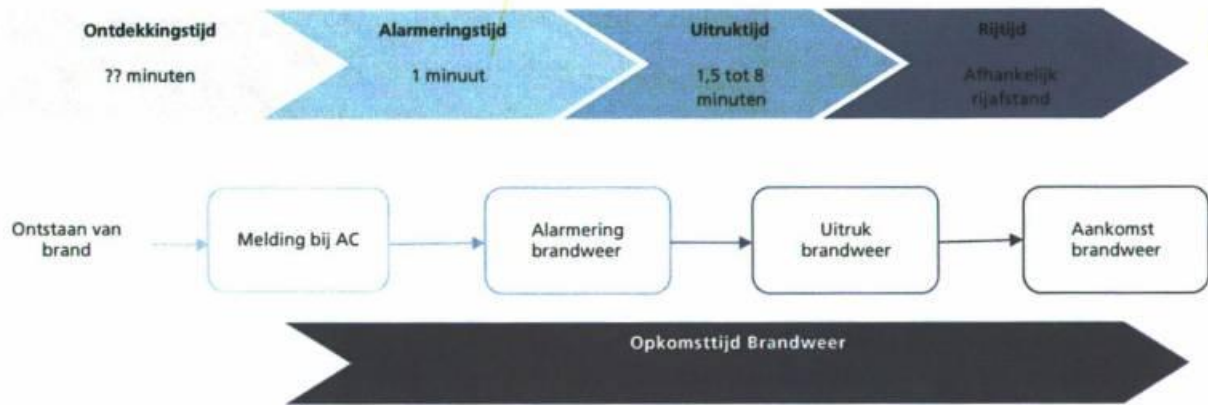 Ontdekkingstijd
?? minuten
Alarmeringstijd
1 minuut
Uitruktijd
1,5 tot 8
minuten
Rijtijd
Afhankelijk
rijafstand
Ontstaan van
brand
Melding bij AC
Alarmering
brandweer
Uitruk
brandweer
Aankomst
brandweer
Opkomsttijd Brandweer